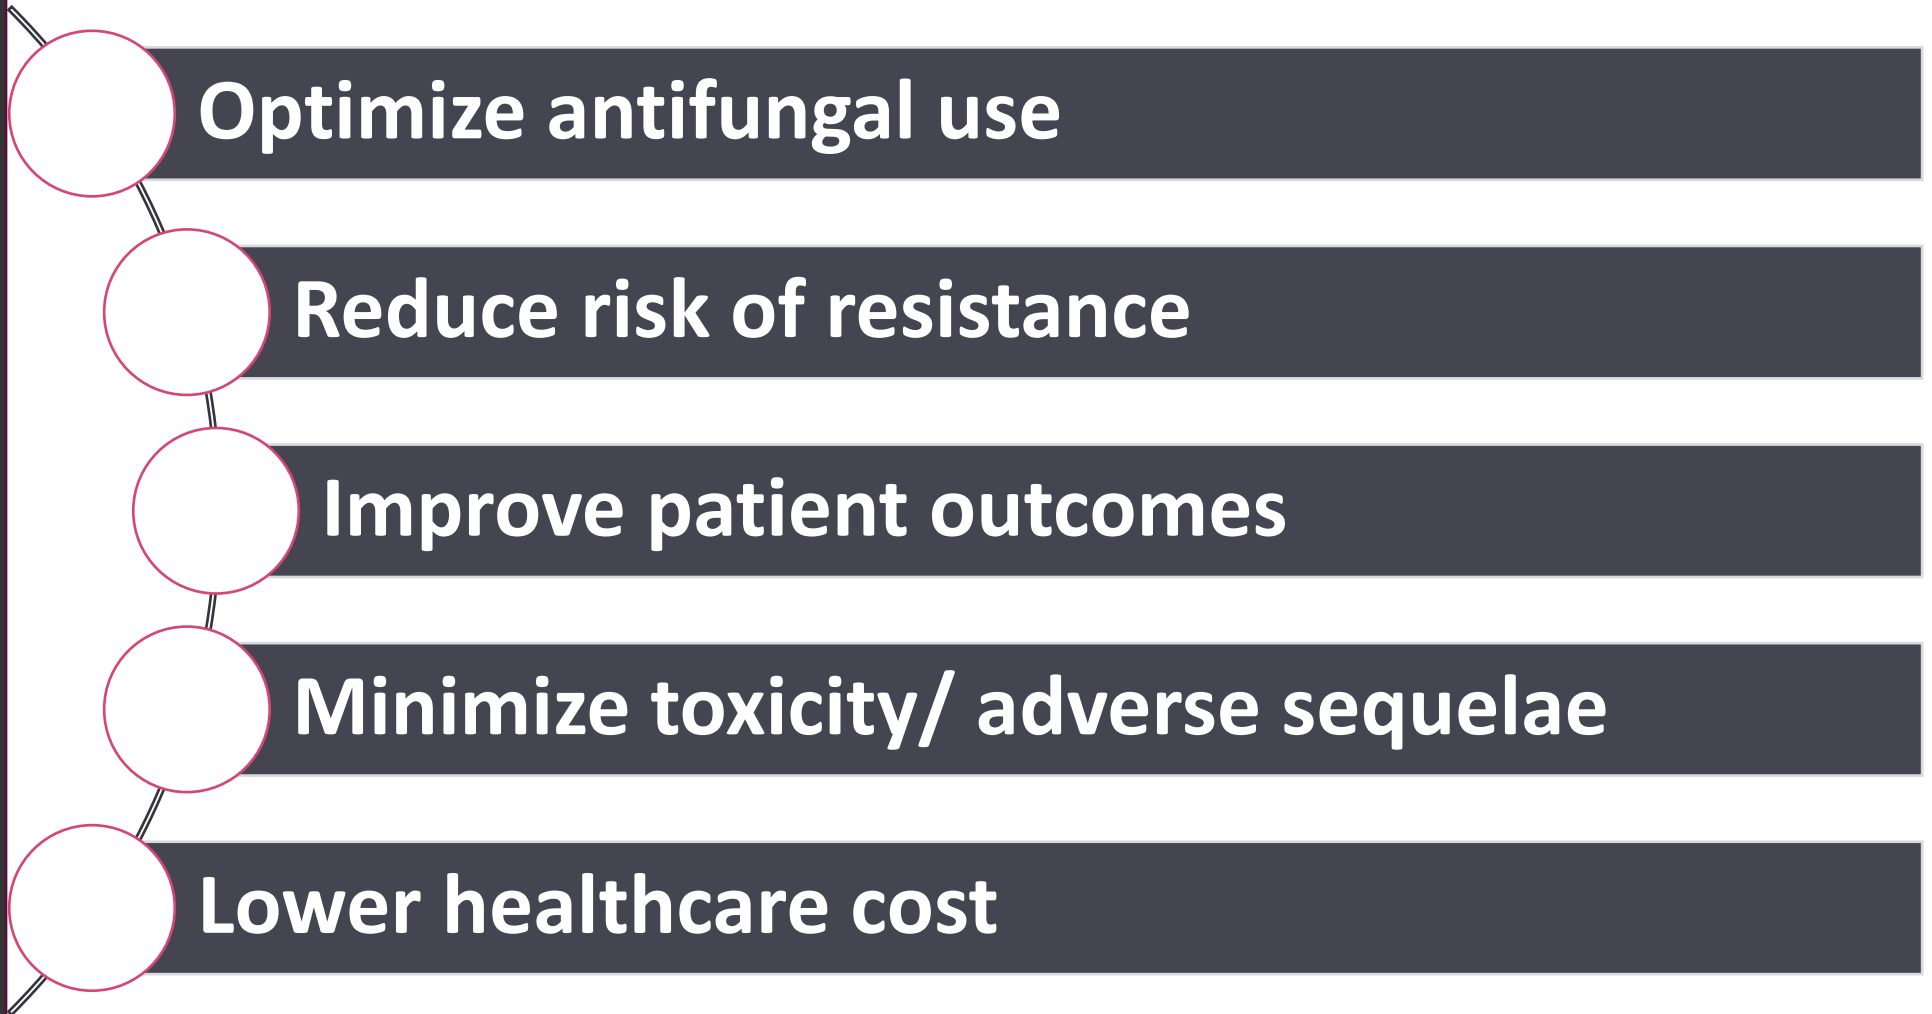 Optimize antifungal use
Reduce risk of resistance
Improve patient outcomes
Minimize toxicity/ adverse sequelae
Lower healthcare cost